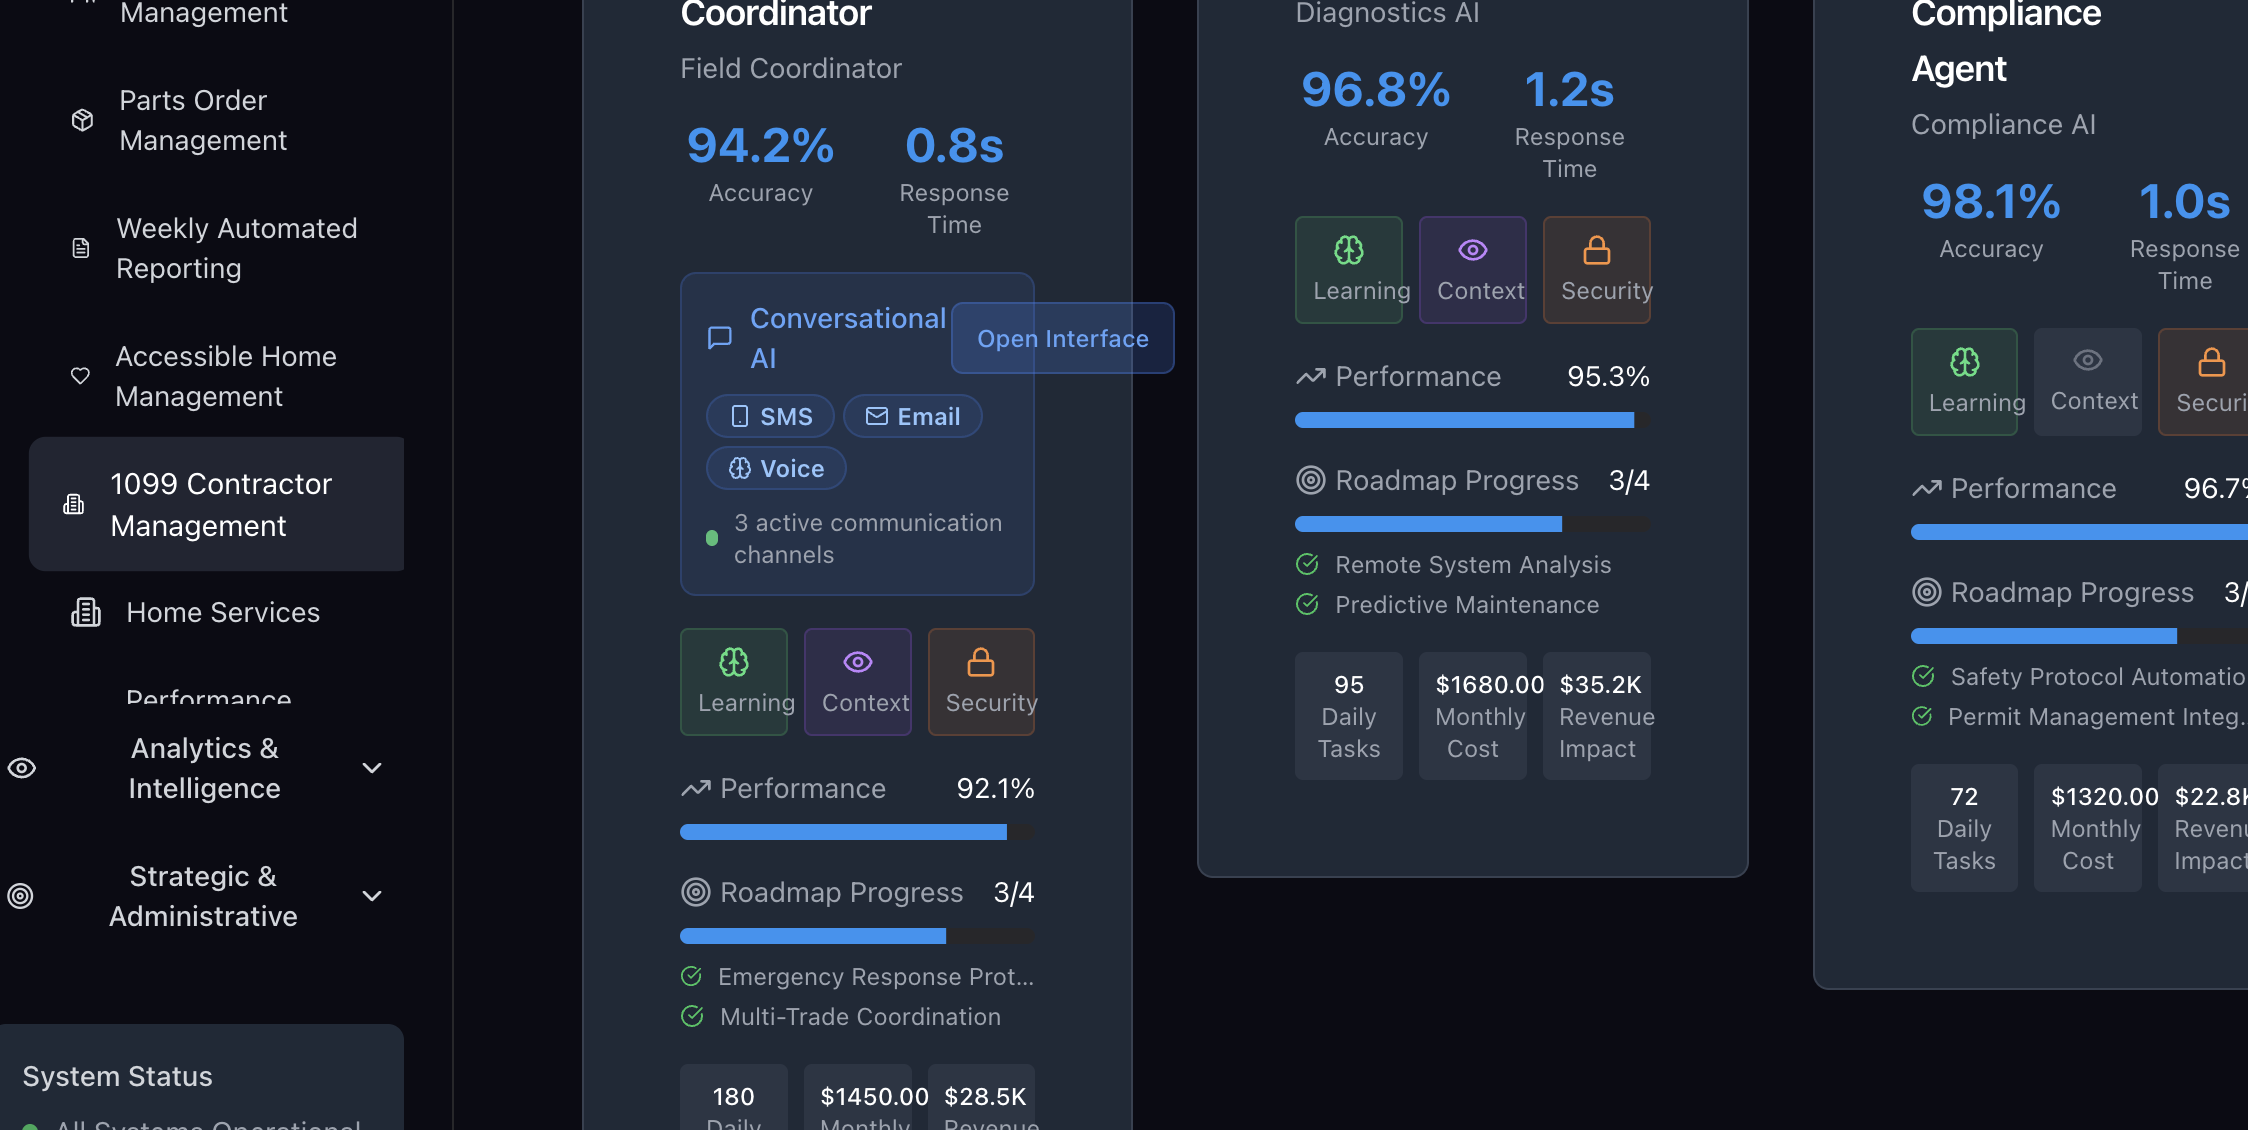 Management
Parts Order
Management
Weekly Automated
Reporting
Accessible Home
Management
1099 Contractor
Management
Home Services
Performance
Analytics &
Intelligence
Strategic &
Administrative
System Status
All Systems Operational
Coordinator
Field Coordinator
94.2%
0.8s
Accuracy
Response
Time
Conversational
AI
Open Interface
SMS
Email
Voice
3 active communication
channels
Learning
Context
Security
Performance
92.1%
Roadmap Progress
3/4
Emergency Response Prot...
Multi-Trade Coordination
180
$1450.00
$28.5K
Daily
Monthly
Revenue
Diagnostics AI
96.8%
1.2s
Accuracy
Response
Time
Learning
Context
Security
Performance
95.3%
Roadmap Progress
3/4
Remote System Analysis
Predictive Maintenance
95
$1680.00
$35.2K
Daily
Monthly
Revenue
Tasks
Cost
Impact
Compliance
Agent
Compliance AI
98.1%
1.0s
Accuracy
Response
Time
Learning
Context
Securi
Performance
96.7%
Roadmap Progress
3/
Safety Protocol Automatio
Permit Management Integ...
72
$1320.00
$22.8K
Daily
Monthly
Revenu
Tasks
Cost
Impact